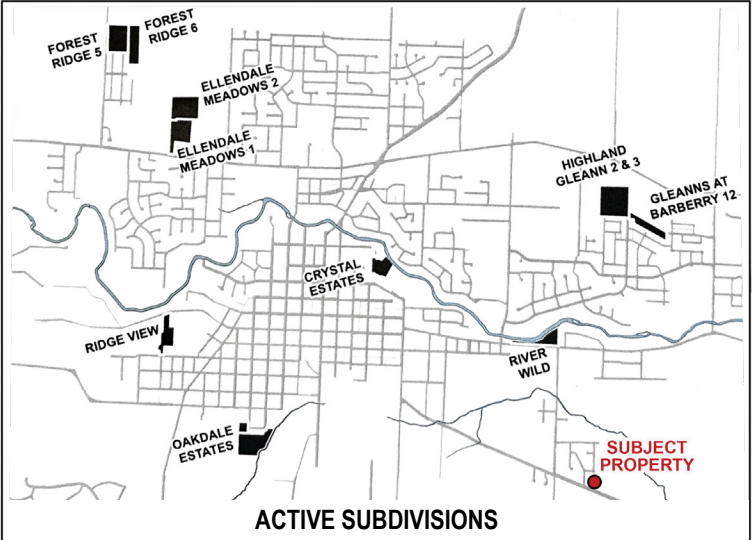 FOREST
RIDGE 5
FOREST
RIDGE 6
ELLENDALE
MEADOWS 2
ELLENDALE
MEADOWS 1
HIGHLAND
GLEANN 2 & 3
GLEANNS AT
BARBERRY 12
CRYSTAL
ESTATES
RIDGE VIEW
RIVER
WILD
OAKDALE
ESTATES
SUBJECT
PROPERTY
ACTIVE SUBDIVISIONS